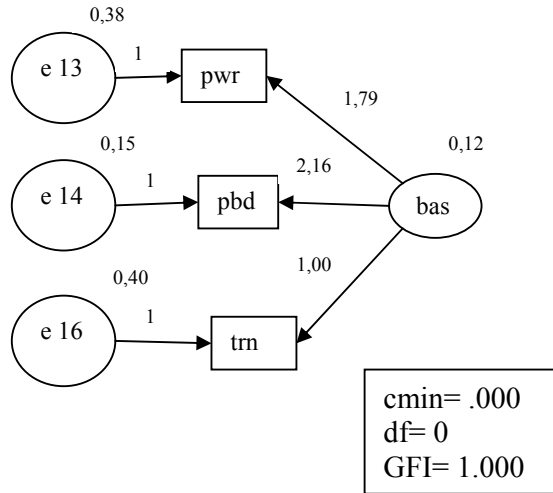 0,38
e 13
1
pwr
1,79
0,15
e 14
1
pbd
2,16
0,12
bas
0,40
e 16
1
trn
1,00
cmin= .000
df= 0
GFI= 1.000